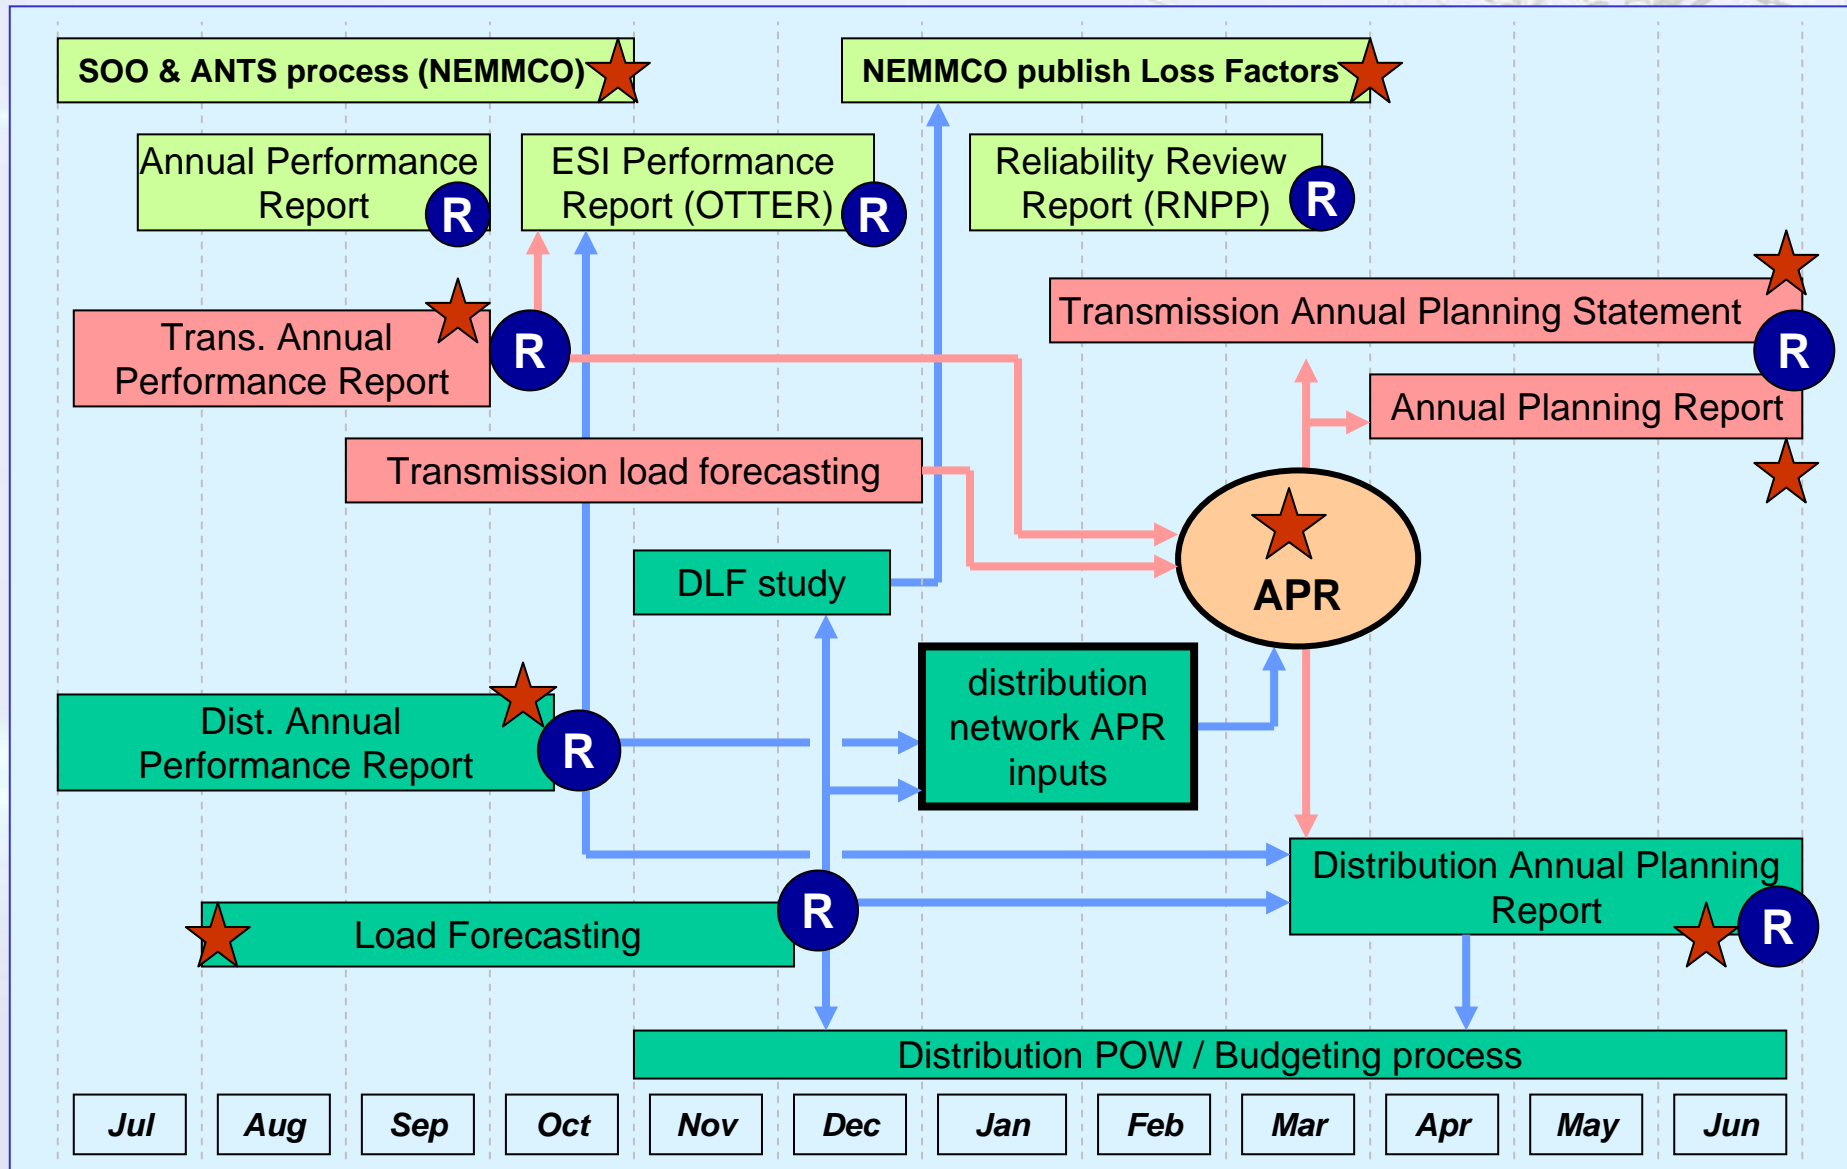 SOO & ANTS process (NEMMCO)
NEMMCO publish Loss Factors
Annual Performance
Report
R
ESI Performance
Report (OTTER)
R
Reliability Review
Report (RNPP)
R
Transmission Annual Planning Statement
R
Trans. Annual
Performance Report
R
Annual Planning Report
Transmission load forecasting
APR
DLF study
distribution
network APR
inputs
Dist. Annual
Performance Report
R
Distribution Annual Planning
Report
R
Load Forecasting
R
Distribution POW / Budgeting process
Jul
Aug
Sep
Oct
Nov
Dec
Jan
Feb
Mar
Apr
May
Jun